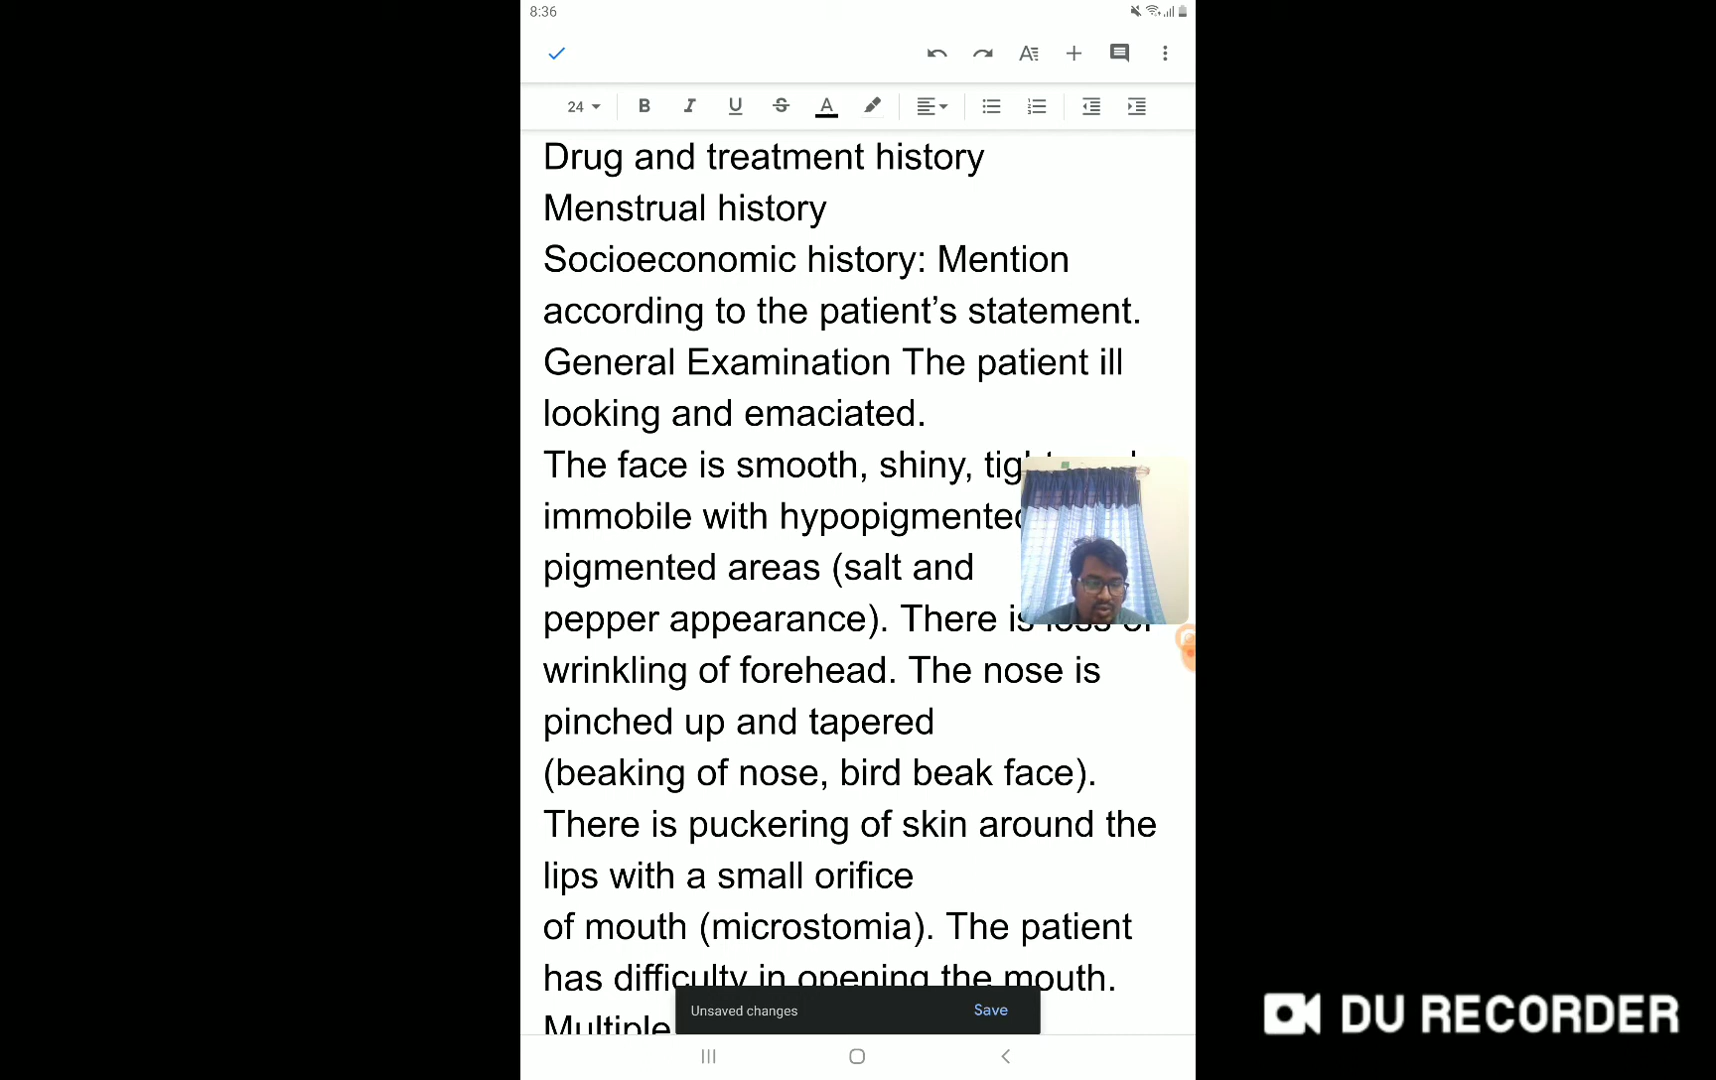 8:36
24
B I U S A
Drug and treatment history
Menstrual history
Socioeconomic history: Mention
according to the patient’s statement.
General Examination The patient ill
looking and emaciated.
The face is smooth, shiny,
immobile with hypopigmented
pigmented areas (salt and
pepper appearance). There is loss of
wrinkling of forehead. The nose is
pinched up and tapered
(beaking of nose, bird beak face).
There is puckering of skin around the
lips with a small orifice
of mouth (microstomia). The patient
has difficulty in opening the mouth.
Multiple
Unsaved changes Save
DU RECORDER